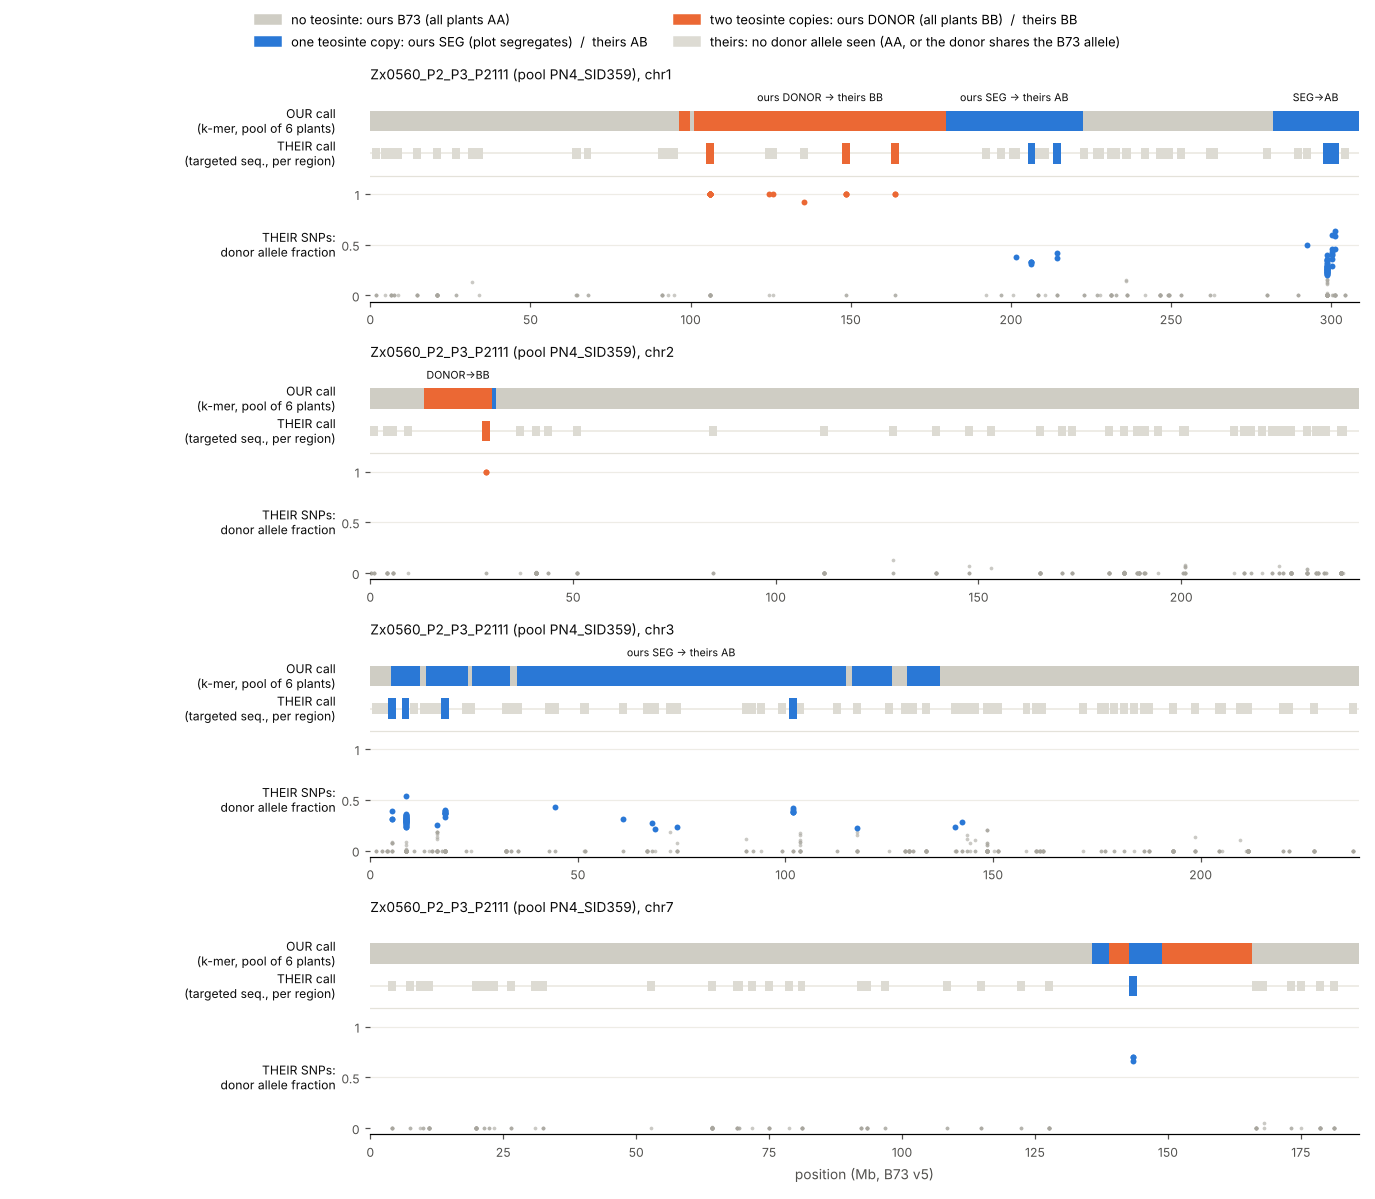 no teosinte: ours B73 (all plants AA)
two teosinte copies: ours DONOR (all plants BB)  /  theirs BB
one teosinte copy: ours SEG (plot segregates)  /  theirs AB
theirs: no donor allele seen (AA, or the donor shares the B73 allele)
Zx0560_P2_P3_P2111 (pool PN4_SID359), chr1
ours DONOR → theirs BB
ours SEG → theirs AB
SEG→AB
OUR call
(k-mer, pool of 6 plants)
THEIR call
(targeted seq., per region)
1
THEIR SNPs:
donor allele fraction
0.5
0
0 50 100 150 200 250 300
Zx0560_P2_P3_P2111 (pool PN4_SID359), chr2
DONOR→BB
OUR call
(k-mer, pool of 6 plants)
THEIR call
(targeted seq., per region)
1
THEIR SNPs:
donor allele fraction
0.5
0
0 50 100 150 200
Zx0560_P2_P3_P2111 (pool PN4_SID359), chr3
ours SEG → theirs AB
OUR call
(k-mer, pool of 6 plants)
THEIR call
(targeted seq., per region)
1
THEIR SNPs:
donor allele fraction
0.5
0
0 50 100 150 200
Zx0560_P2_P3_P2111 (pool PN4_SID359), chr7
OUR call
(k-mer, pool of 6 plants)
THEIR call
(targeted seq., per region)
1
THEIR SNPs:
donor allele fraction
0.5
0
0 25 50 75 100 125 150 175
position (Mb, B73 v5)